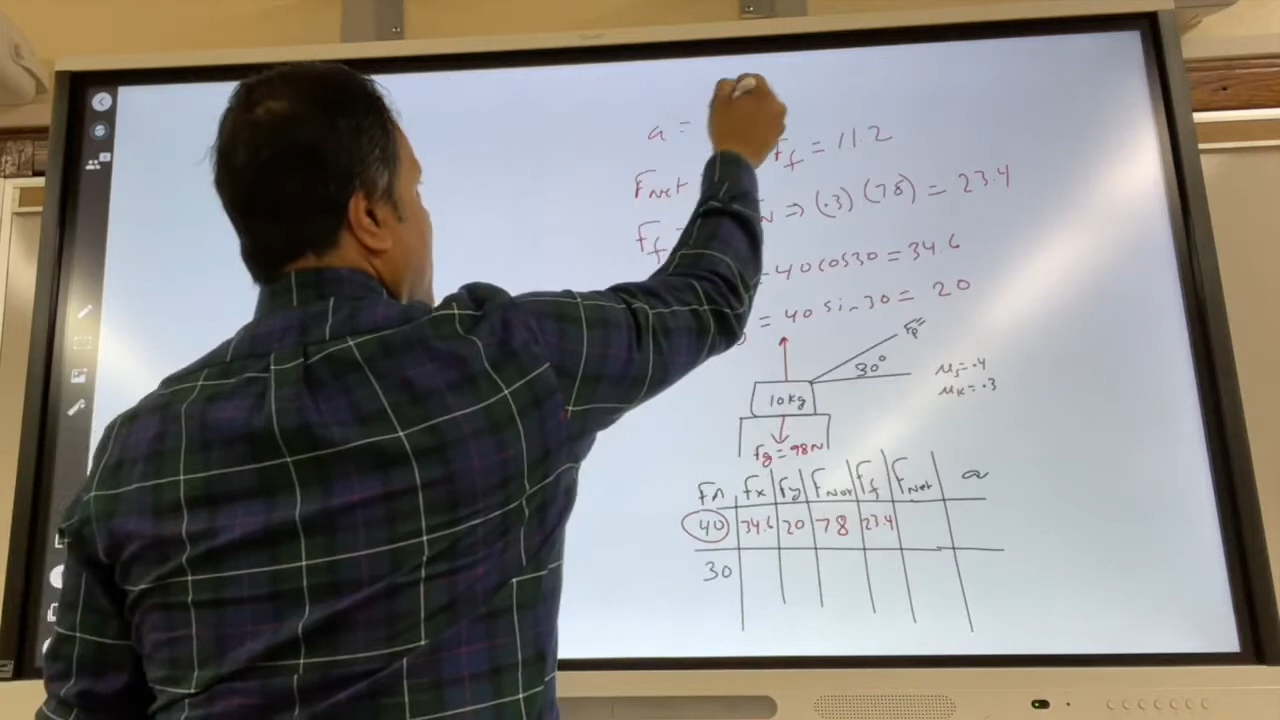 a =
FNet Ff = 11.2
Ff N ⇒ (.3) (78) = 23.4
= 40 cos30 = 34.6
= 40 sin 30 = 20
Fp
30°
μs = .4
μk = .3
10kg
fg = 98N
FA Fx Fy FNor Ff FNet a
40 34.6 20 78 23.4
30